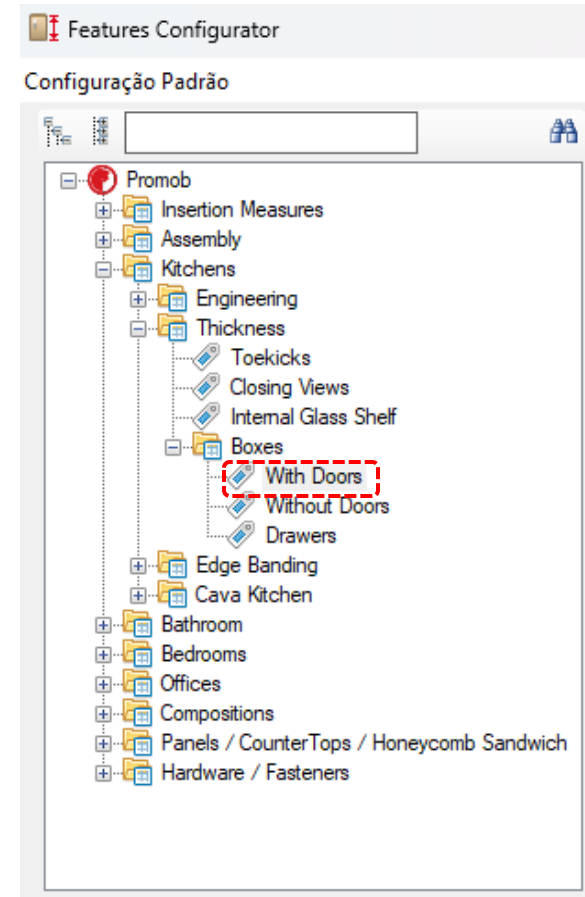 Features Configurator
Configuração Padrão
Promob
Insertion Measures
Assembly
Kitchens
Engineering
Thickness
Toekicks
Closing Views
Internal Glass Shelf
Boxes
With Doors
Without Doors
Drawers
Edge Banding
Cava Kitchen
Bathroom
Bedrooms
Offices
Compositions
Panels / CounterTops / Honeycomb Sandwich
Hardware / Fasteners